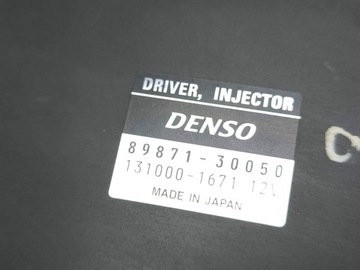 DRIVER, INJECTOR
DENSO
89871-30050
131000-1671 12V
MADE IN JAPAN